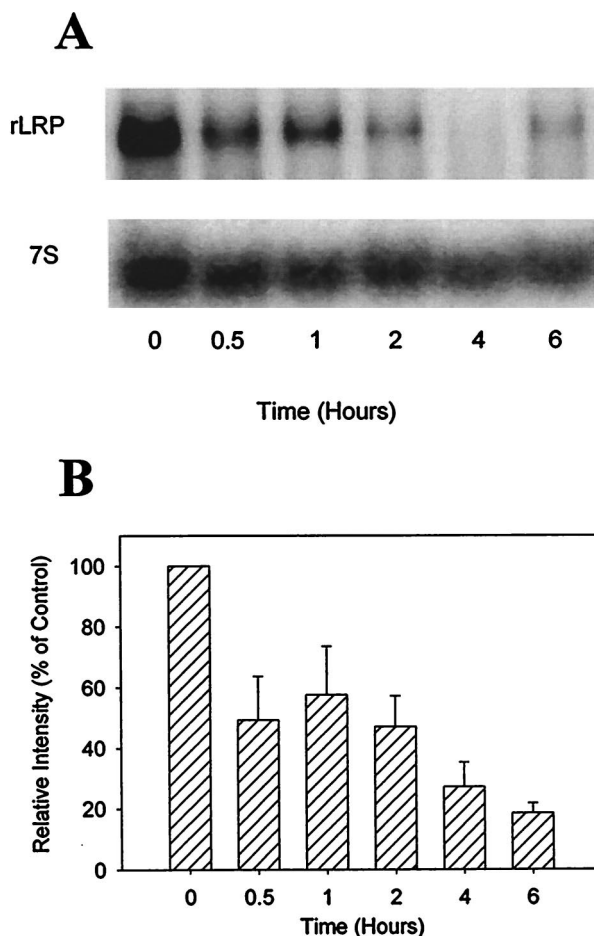 A
rLRP
7S
0 0.5 1 2 4 6
Time (Hours)
B
Relative Intensity (% of Control)
100
80
60
40
20
0
0 0.5 1 2 4 6
Time (Hours)